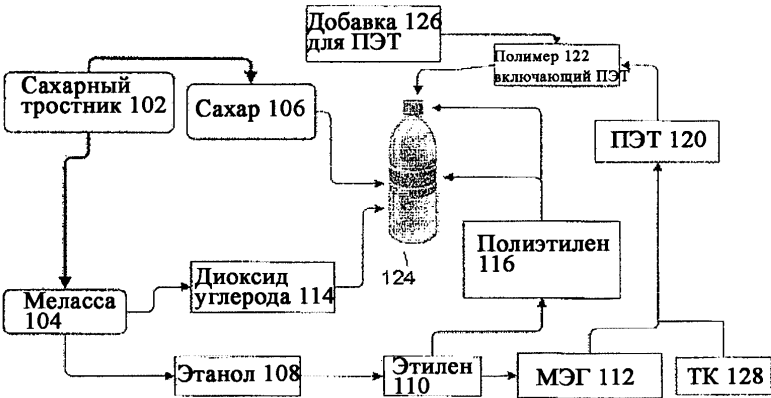 Добавка 126
для ПЭТ
Полимер 122
включающий ПЭТ
Сахарный
тростник 102
Сахар 106
ПЭТ 120
Полиэтилен
116
124
Диоксид
углерода 114
Меласса
104
Этанол 108
Этилен
110
МЭГ 112
ТК 128